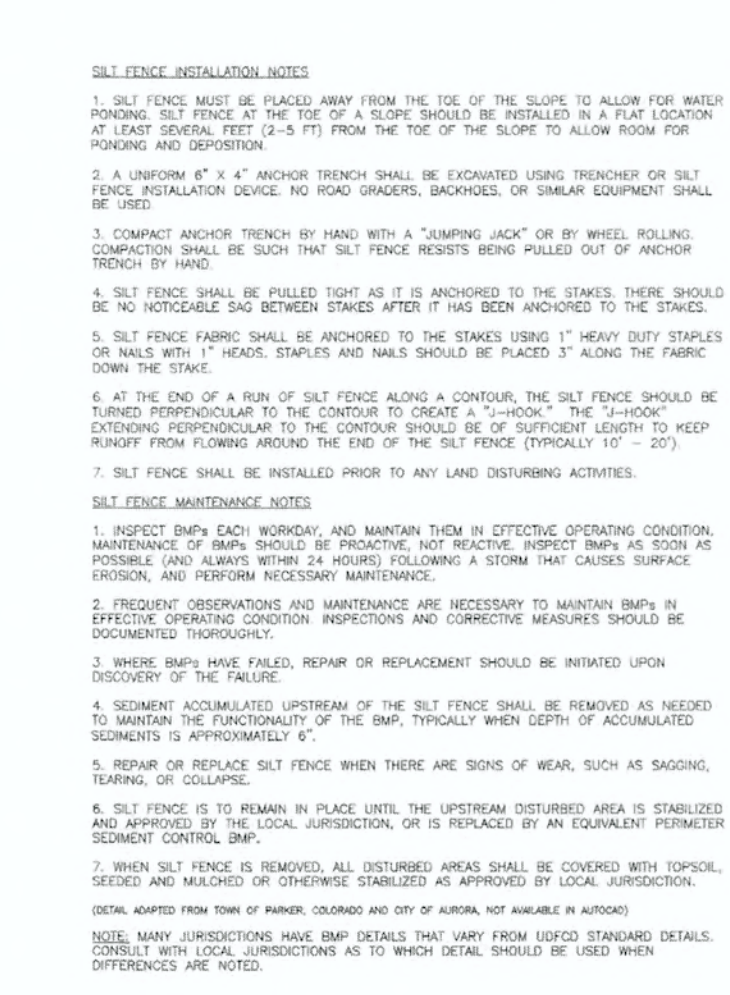 SILT FENCE INSTALLATION NOTES
1. SILT FENCE MUST BE PLACED AWAY FROM THE TOE OF THE SLOPE TO ALLOW FOR WATER
PONDING. SILT FENCE AT THE TOE OF A SLOPE SHOULD BE INSTALLED IN A FLAT LOCATION
AT LEAST SEVERAL FEET (2-5 FT) FROM THE TOE OF THE SLOPE TO ALLOW ROOM FOR
PONDING AND DEPOSITION.
2. A UNIFORM 6" X 4" ANCHOR TRENCH SHALL BE EXCAVATED USING TRENCHER OR SILT
FENCE INSTALLATION DEVICE. NO ROAD GRADERS, BACKHOES, OR SIMILAR EQUIPMENT SHALL
BE USED.
3. COMPACT ANCHOR TRENCH BY HAND WITH A "JUMPING JACK" OR BY WHEEL ROLLING.
COMPACTION SHALL BE SUCH THAT SILT FENCE RESISTS BEING PULLED OUT OF ANCHOR
TRENCH BY HAND.
4. SILT FENCE SHALL BE PULLED TIGHT AS IT IS ANCHORED TO THE STAKES. THERE SHOULD
BE NO NOTICEABLE SAG BETWEEN STAKES AFTER IT HAS BEEN ANCHORED TO THE STAKES.
5. SILT FENCE FABRIC SHALL BE ANCHORED TO THE STAKES USING 1" HEAVY DUTY STAPLES
OR NAILS WITH 1" HEADS. STAPLES AND NAILS SHOULD BE PLACED 3" ALONG THE FABRIC
DOWN THE STAKE.
6. AT THE END OF A RUN OF SILT FENCE ALONG A CONTOUR, THE SILT FENCE SHOULD BE
TURNED PERPENDICULAR TO THE CONTOUR TO CREATE A "J-HOOK." THE "J-HOOK"
EXTENDING PERPENDICULAR TO THE CONTOUR SHOULD BE OF SUFFICIENT LENGTH TO KEEP
RUNOFF FROM FLOWING AROUND THE END OF THE SILT FENCE (TYPICALLY 10' - 20').
7. SILT FENCE SHALL BE INSTALLED PRIOR TO ANY LAND DISTURBING ACTIVITIES.
SILT FENCE MAINTENANCE NOTES
1. INSPECT BMPs EACH WORKDAY, AND MAINTAIN THEM IN EFFECTIVE OPERATING CONDITION.
MAINTENANCE OF BMPs SHOULD BE PROACTIVE, NOT REACTIVE. INSPECT BMPs AS SOON AS
POSSIBLE (AND ALWAYS WITHIN 24 HOURS) FOLLOWING A STORM THAT CAUSES SURFACE
EROSION, AND PERFORM NECESSARY MAINTENANCE.
2. FREQUENT OBSERVATIONS AND MAINTENANCE ARE NECESSARY TO MAINTAIN BMPs IN
EFFECTIVE OPERATING CONDITION. INSPECTIONS AND CORRECTIVE MEASURES SHOULD BE
DOCUMENTED THOROUGHLY.
3. WHERE BMPs HAVE FAILED, REPAIR OR REPLACEMENT SHOULD BE INITIATED UPON
DISCOVERY OF THE FAILURE.
4. SEDIMENT ACCUMULATED UPSTREAM OF THE SILT FENCE SHALL BE REMOVED AS NEEDED
TO MAINTAIN THE FUNCTIONALITY OF THE BMP, TYPICALLY WHEN DEPTH OF ACCUMULATED
SEDIMENTS IS APPROXIMATELY 6".
5. REPAIR OR REPLACE SILT FENCE WHEN THERE ARE SIGNS OF WEAR, SUCH AS SAGGING,
TEARING, OR COLLAPSE.
6. SILT FENCE IS TO REMAIN IN PLACE UNTIL THE UPSTREAM DISTURBED AREA IS STABILIZED
AND APPROVED BY THE LOCAL JURISDICTION, OR IS REPLACED BY AN EQUIVALENT PERIMETER
SEDIMENT CONTROL BMP.
7. WHEN SILT FENCE IS REMOVED, ALL DISTURBED AREAS SHALL BE COVERED WITH TOPSOIL,
SEEDED AND MULCHED OR OTHERWISE STABILIZED AS APPROVED BY LOCAL JURISDICTION.
(DETAIL ADAPTED FROM TOWN OF PARKER, COLORADO AND CITY OF AURORA, NOT AVAILABLE IN AUTOCAD)
NOTE: MANY JURISDICTIONS HAVE BMP DETAILS THAT VARY FROM UDFCD STANDARD DETAILS.
CONSULT WITH LOCAL JURISDICTIONS AS TO WHICH DETAIL SHOULD BE USED WHEN
DIFFERENCES ARE NOTED.